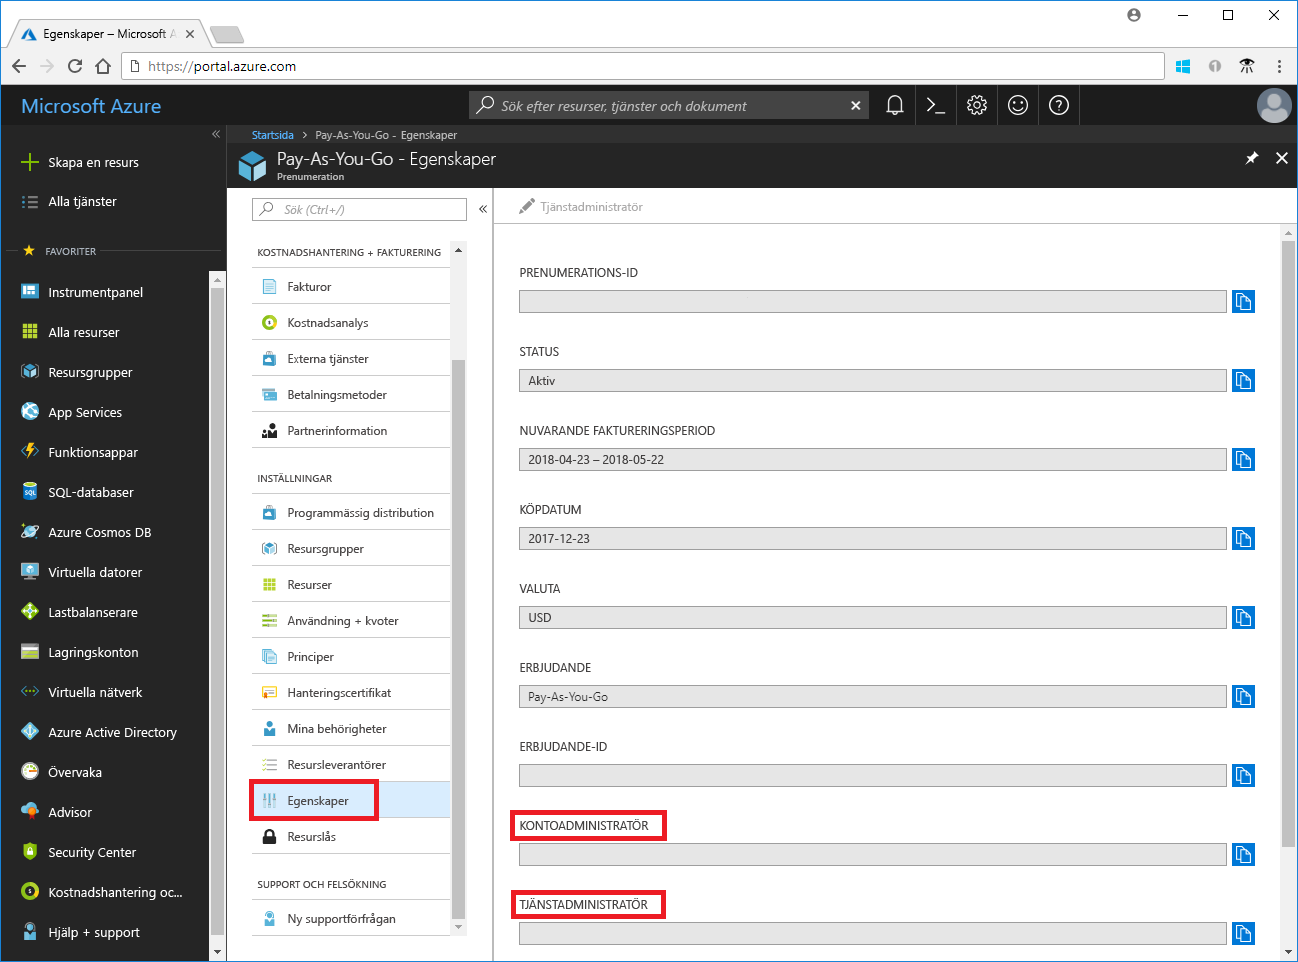 Egenskaper – Microsoft A
https://portal.azure.com
Microsoft Azure
Sök efter resurser, tjänster och dokument
Startsida > Pay-As-You-Go - Egenskaper
Pay-As-You-Go - Egenskaper
Prenumeration
Skapa en resurs
Alla tjänster
FAVORITER
Instrumentpanel
Alla resurser
Resursgrupper
App Services
Funktionsappar
SQL-databaser
Azure Cosmos DB
Virtuella datorer
Lastbalanserare
Lagringskonton
Virtuella nätverk
Azure Active Directory
Övervaka
Advisor
Security Center
Kostnadshantering oc...
Hjälp + support
Sök (Ctrl+/)
KOSTNADSHANTERING + FAKTURERING
Fakturor
Kostnadsanalys
Externa tjänster
Betalningsmetoder
Partnerinformation
INSTÄLLNINGAR
Programmässig distribution
Resursgrupper
Resurser
Användning + kvoter
Principer
Hanteringscertifikat
Mina behörigheter
Resursleverantörer
Egenskaper
Resurslås
SUPPORT OCH FELSÖKNING
Ny supportförfrågan
Tjänstadministratör
PRENUMERATIONS-ID
STATUS
Aktiv
NUVARANDE FAKTURERINGSPERIOD
2018-04-23 – 2018-05-22
KÖPDATUM
2017-12-23
VALUTA
USD
ERBJUDANDE
Pay-As-You-Go
ERBJUDANDE-ID
KONTOADMINISTRATÖR
TJÄNSTADMINISTRATÖR